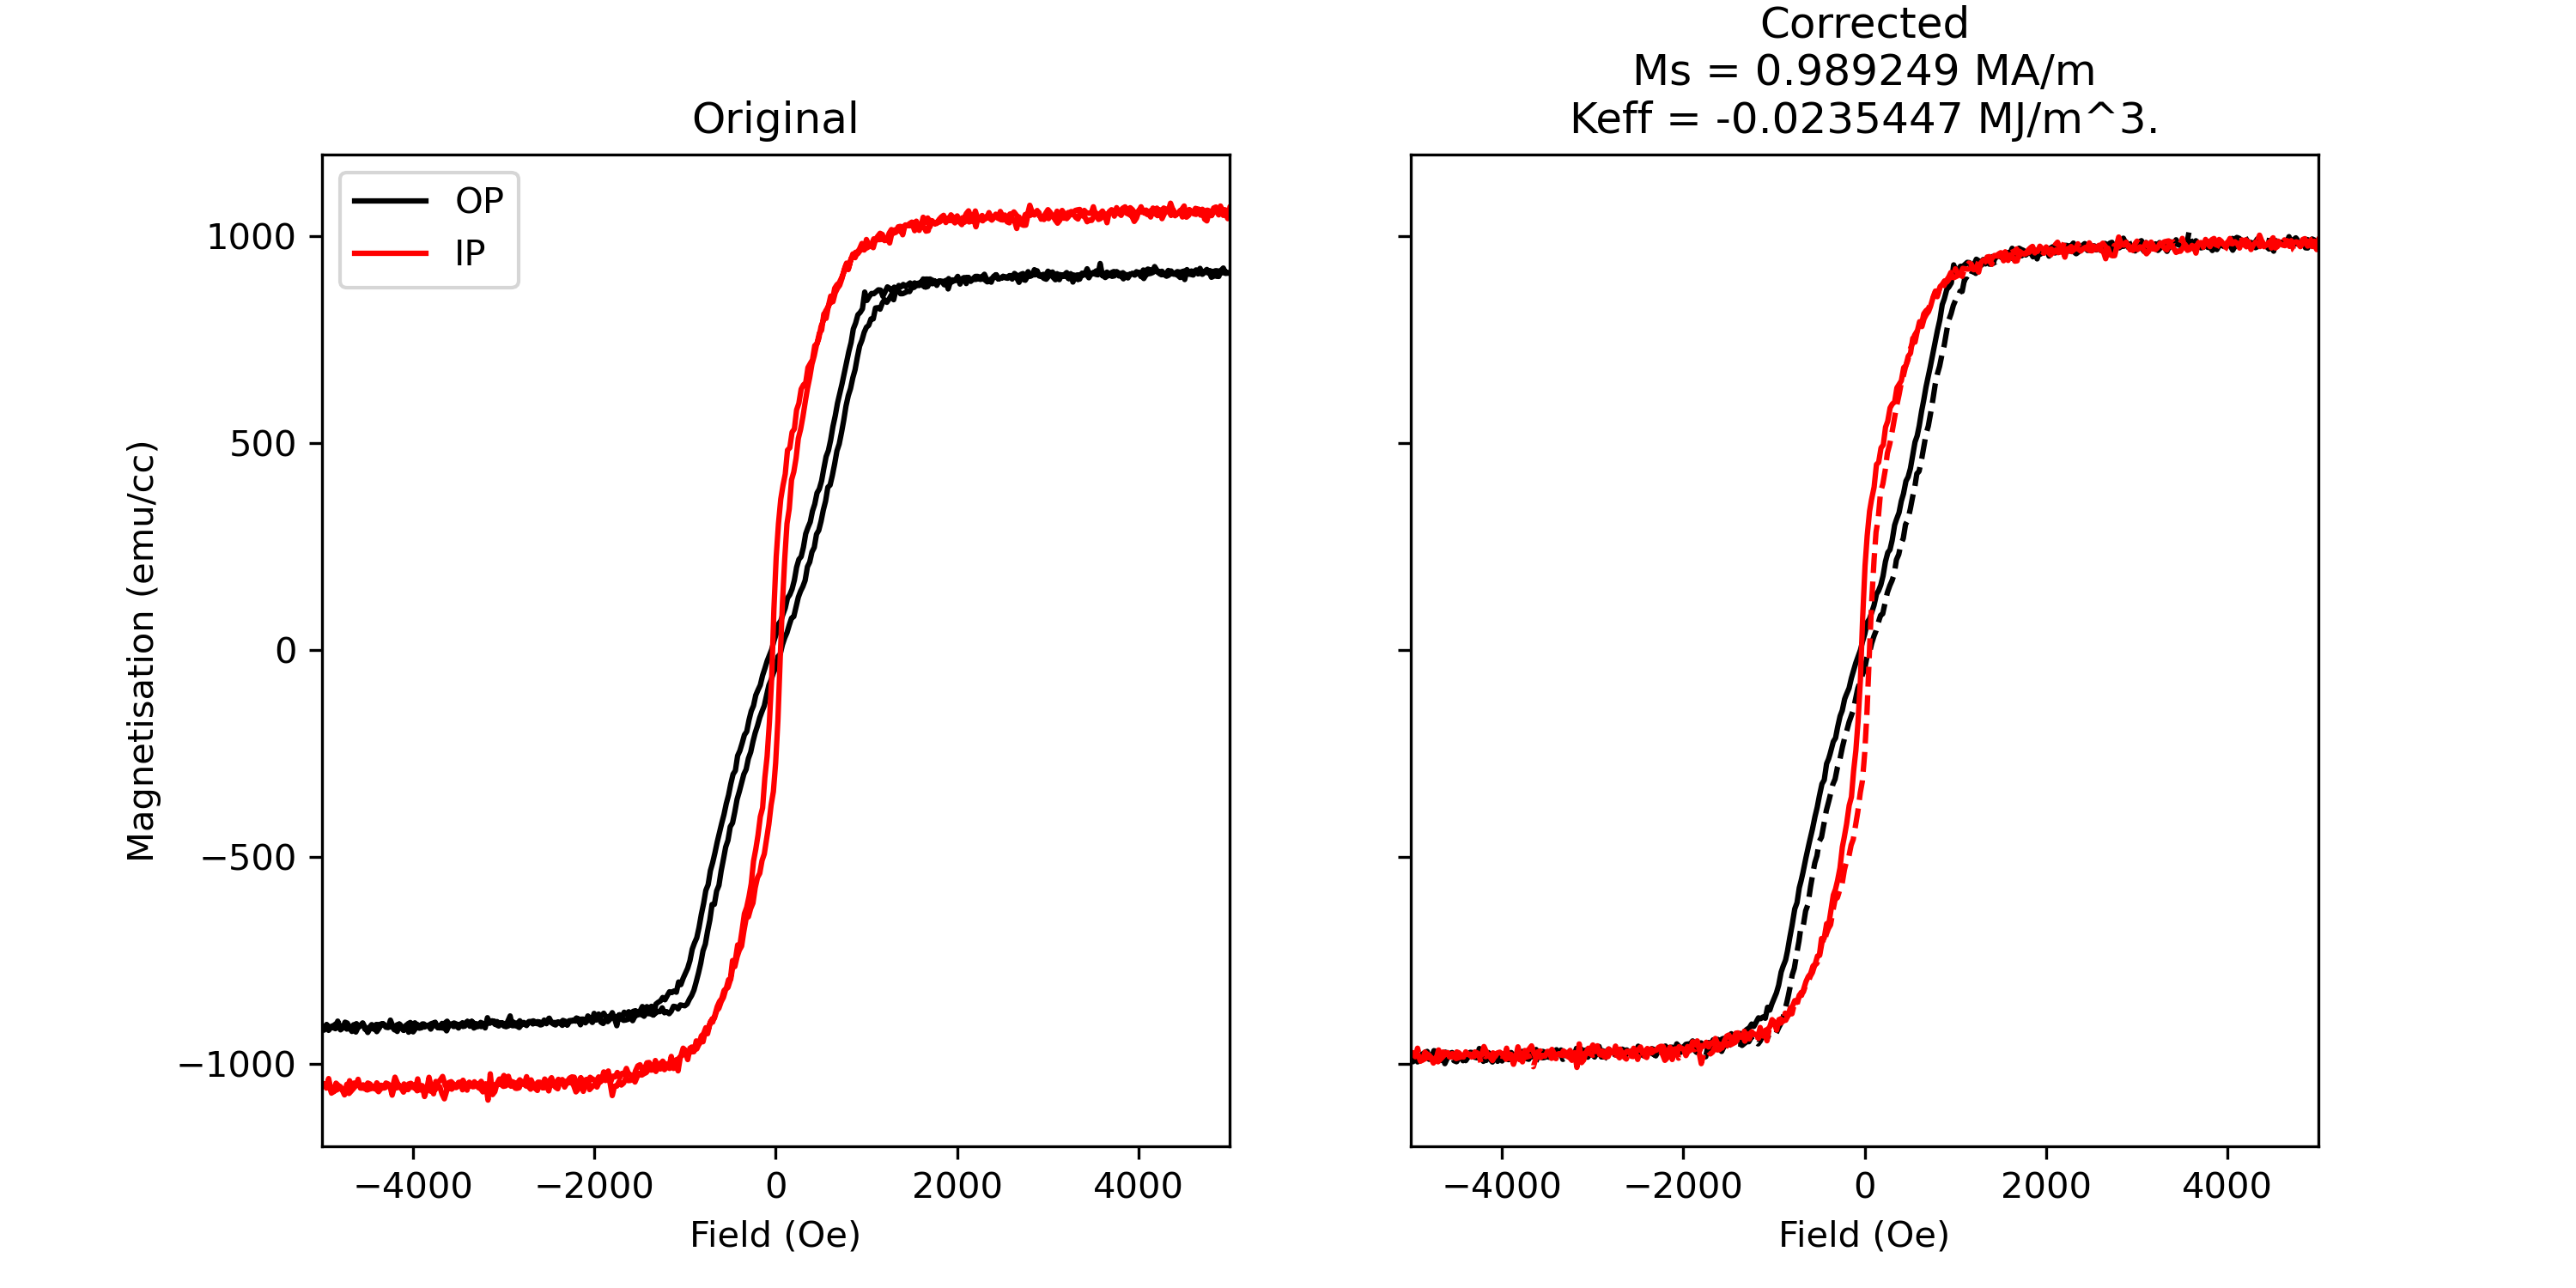 Original
OP
IP
1000
500
0
−500
−1000
Magnetisation (emu/cc)
−4000 −2000 0 2000 4000
Field (Oe)
Corrected
Ms = 0.989249 MA/m
Keff = -0.0235447 MJ/m^3.
−4000 −2000 0 2000 4000
Field (Oe)